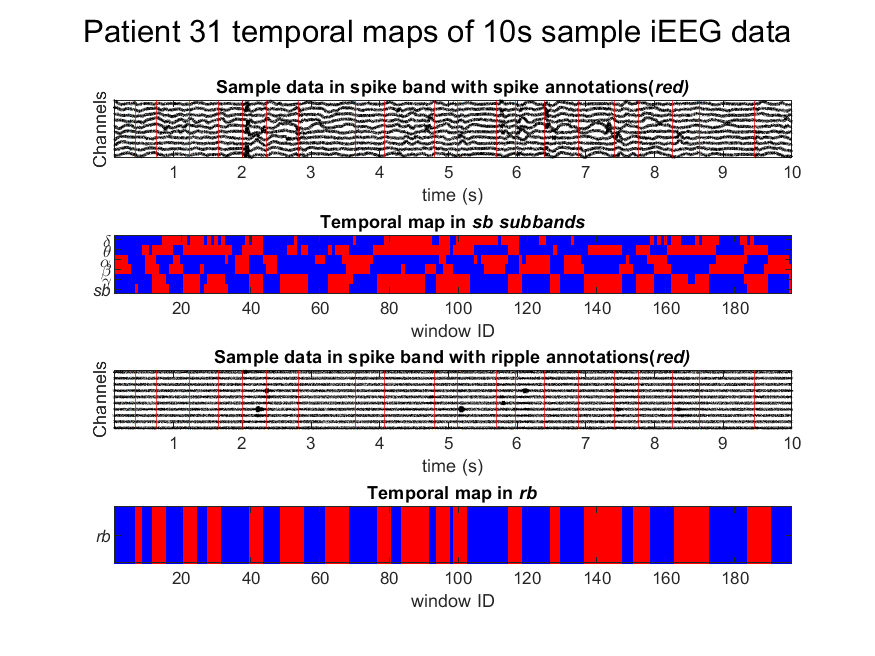 Patient 31 temporal maps of 10s sample iEEG data
Sample data in spike band with spike annotations(red)
Channels
1 2 3 4 5 6 7 8 9 10
time (s)
Temporal map in sb subbands
δ
θ
α
β
γ
sb
20 40 60 80 100 120 140 160 180
window ID
Sample data in spike band with ripple annotations(red)
Channels
1 2 3 4 5 6 7 8 9 10
time (s)
Temporal map in rb
rb
20 40 60 80 100 120 140 160 180
window ID